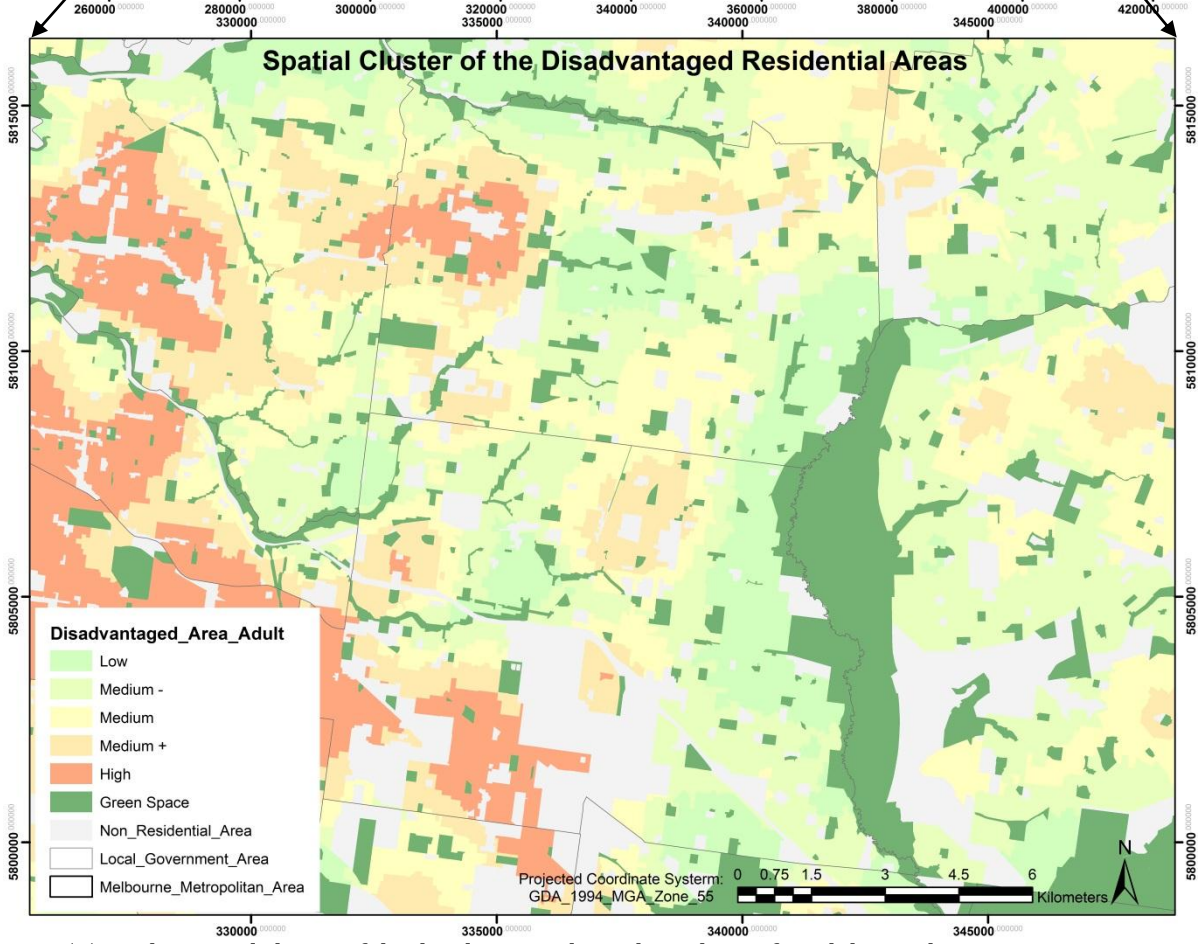 260000 280000 300000 320000 340000 360000 380000 400000 420000
330000 335000 340000 345000
Spatial Cluster of the Disadvantaged Residential Areas
5815000
5815000
5810000
5810000
5805000
5805000
5800000
5800000
Disadvantaged_Area_Adult
Low
Medium -
Medium
Medium +
High
Green Space
Non_Residential_Area
Local_Government_Area
Melbourne_Metropolitan_Area
Projected Coordinate Systerm:
GDA_1994_MGA_Zone_55
0 0.75 1.5 3 4.5 6
Kilometers
N
330000 335000 340000 345000